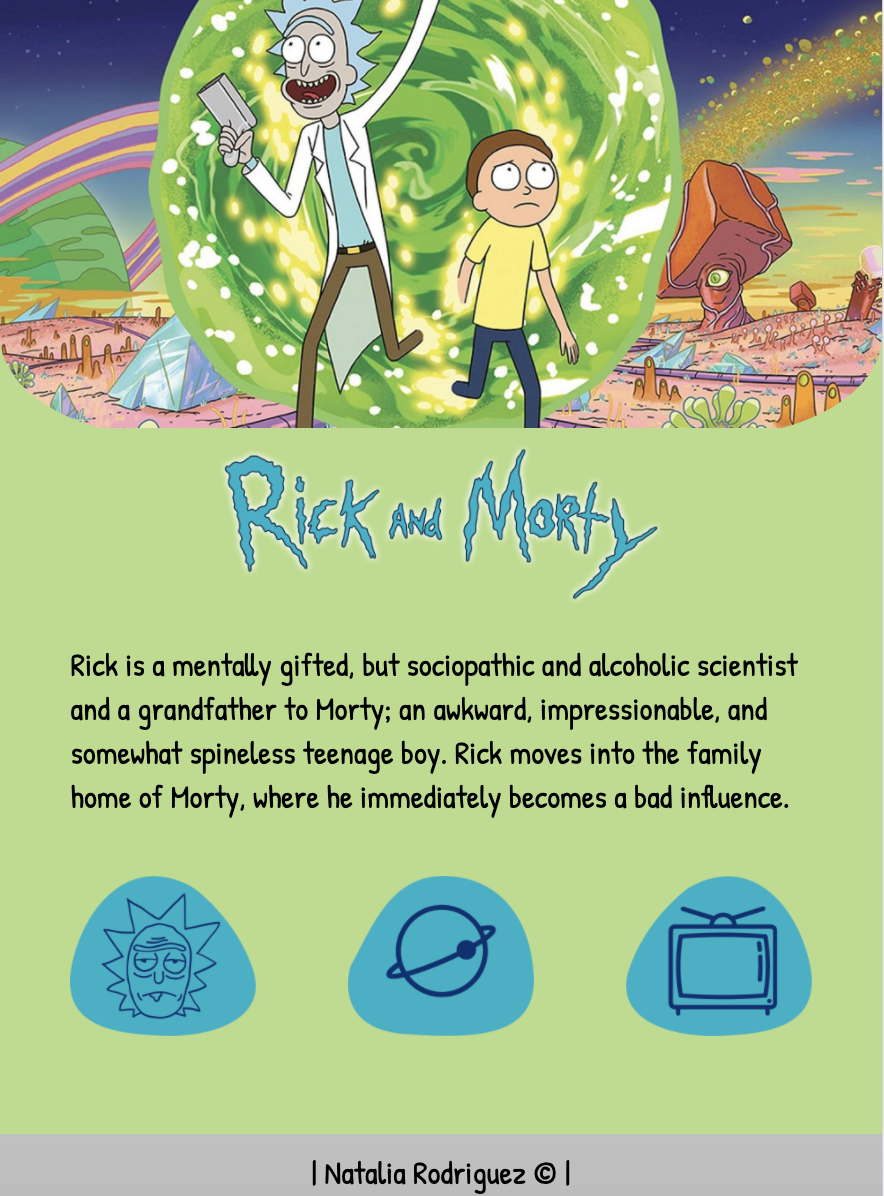 Rick and Morty
Rick is a mentally gifted, but sociopathic and alcoholic scientist
and a grandfather to Morty; an awkward, impressionable, and
somewhat spineless teenage boy. Rick moves into the family
home of Morty, where he immediately becomes a bad influence.
| Natalia Rodriguez © |